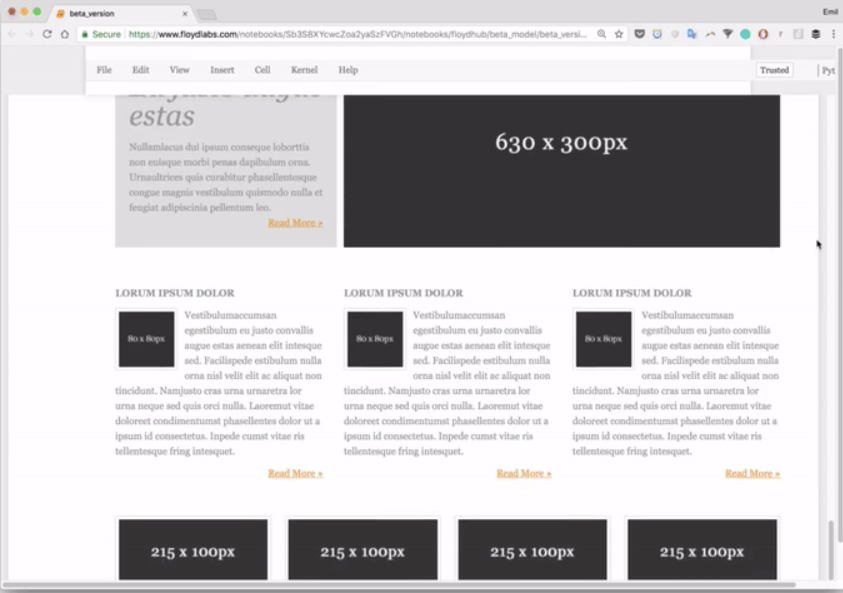 beta_version
Emil
Secure https://www.floydlabs.com/notebooks/Sb3S8XYcwcZoa2yaSzFVGh/notebooks/floydhub/beta_model/beta_versi...
File Edit View Insert Cell Kernel Help
Trusted
Pyt
estas
Nullamlacus dui ipsum conseque loborttis
non euisque morbi penas dapibulum orna.
Urnaultrices quis curabitur phasellentesque
congue magnis vestibulum quismodo nulla et
feugiat adipiscinia pellentum leo.
Read More »
630 x 300px
LORUM IPSUM DOLOR
80 x 80px
Vestibulumaccumsan
egestibulum eu justo convallis
augue estas aenean elit intesque
sed. Facilispede estibulum nulla
orna nisl velit elit ac aliquat non
tincidunt. Namjusto cras urna urnaretra lor
urna neque sed quis orci nulla. Laoremut vitae
doloreet condimentumst phasellentes dolor ut a
ipsum id consectetus. Inpede cumst vitae ris
tellentesque fring intesquet.
Read More »
LORUM IPSUM DOLOR
80 x 80px
Vestibulumaccumsan
egestibulum eu justo convallis
augue estas aenean elit intesque
sed. Facilispede estibulum nulla
orna nisl velit elit ac aliquat non
tincidunt. Namjusto cras urna urnaretra lor
urna neque sed quis orci nulla. Laoremut vitae
doloreet condimentumst phasellentes dolor ut a
ipsum id consectetus. Inpede cumst vitae ris
tellentesque fring intesquet.
Read More »
LORUM IPSUM DOLOR
80 x 80px
Vestibulumaccumsan
egestibulum eu justo convallis
augue estas aenean elit intesque
sed. Facilispede estibulum nulla
orna nisl velit elit ac aliquat non
tincidunt. Namjusto cras urna urnaretra lor
urna neque sed quis orci nulla. Laoremut vitae
doloreet condimentumst phasellentes dolor ut a
ipsum id consectetus. Inpede cumst vitae ris
tellentesque fring intesquet.
Read More »
215 x 100px
215 x 100px
215 x 100px
215 x 100px